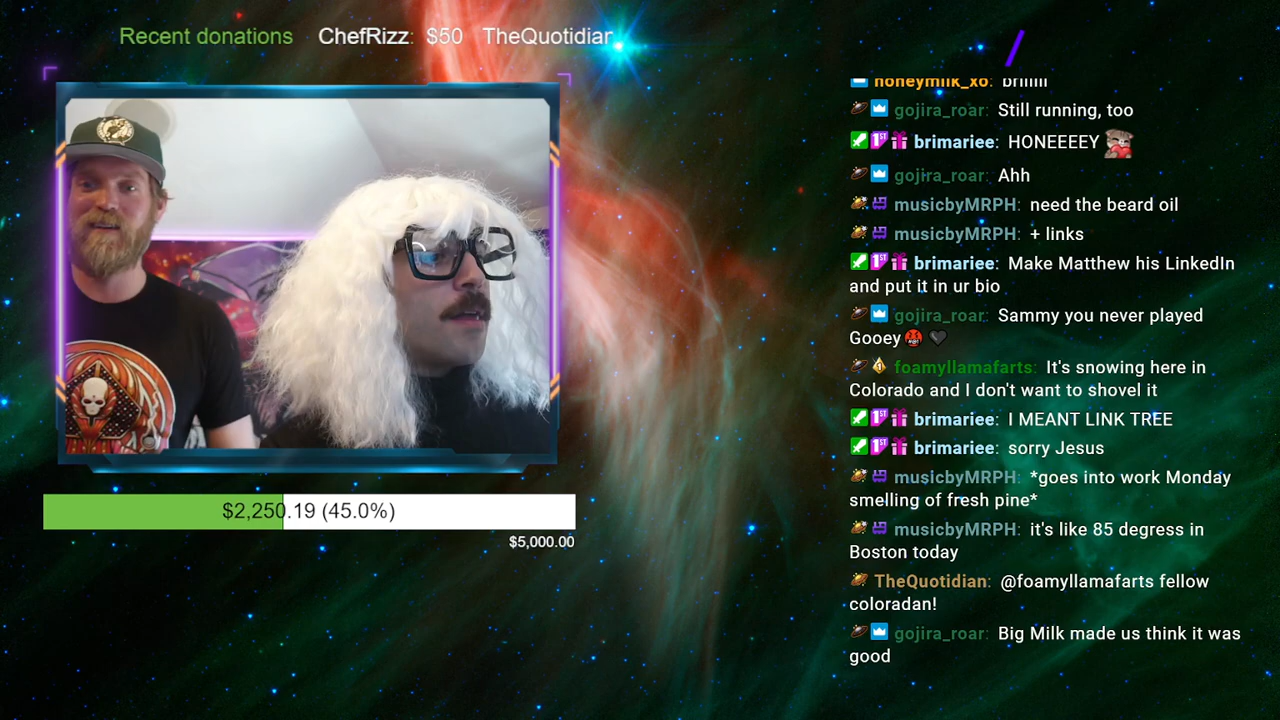 Recent donations ChefRizz: $50 TheQuotidian
honeymilk_xo:
gojira_roar: Still running, too
brimariee: HONEEEEY
gojira_roar: Ahh
musicbyMRPH: need the beard oil
musicbyMRPH: + links
brimariee: Make Matthew his LinkedIn
and put it in ur bio
gojira_roar: Sammy you never played
Gooey
foamyllamafarts: It's snowing here in
Colorado and I don't want to shovel it
brimariee: I MEANT LINK TREE
brimariee: sorry Jesus
musicbyMRPH: *goes into work Monday
smelling of fresh pine*
musicbyMRPH: it's like 85 degress in
Boston today
TheQuotidian: @foamyllamafarts fellow
coloradan!
gojira_roar: Big Milk made us think it was
good
$2,250.19 (45.0%)
$5,000.00